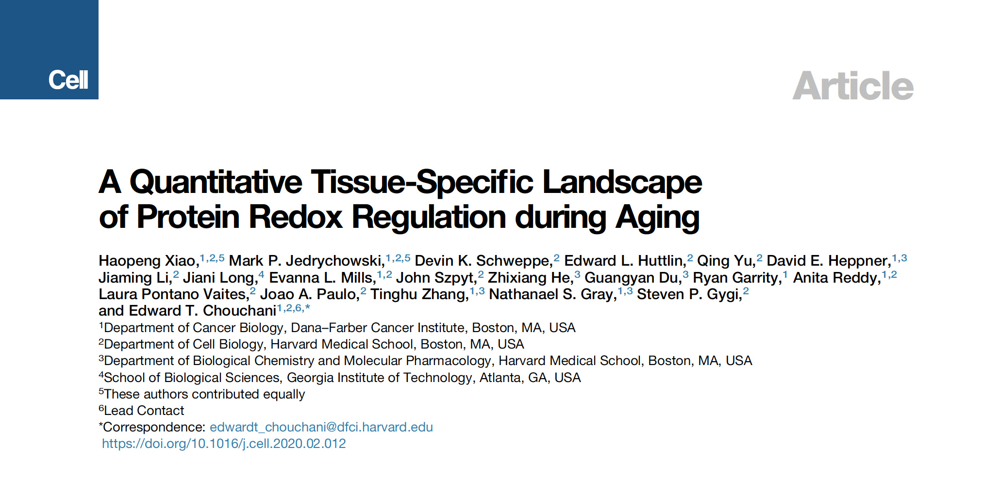 Cell
Article
A Quantitative Tissue-Specific Landscape
of Protein Redox Regulation during Aging
Haopeng Xiao,1,2,5 Mark P. Jedrychowski,1,2,5 Devin K. Schweppe,2 Edward L. Huttlin,2 Qing Yu,2 David E. Heppner,1,3
Jiaming Li,2 Jiani Long,4 Evanna L. Mills,1,2 John Szpyt,2 Zhixiang He,3 Guangyan Du,3 Ryan Garrity,1 Anita Reddy,1,2
Laura Pontano Vaites,2 Joao A. Paulo,2 Tinghu Zhang,1,3 Nathanael S. Gray,1,3 Steven P. Gygi,2
and Edward T. Chouchani1,2,6,*
1Department of Cancer Biology, Dana–Farber Cancer Institute, Boston, MA, USA
2Department of Cell Biology, Harvard Medical School, Boston, MA, USA
3Department of Biological Chemistry and Molecular Pharmacology, Harvard Medical School, Boston, MA, USA
4School of Biological Sciences, Georgia Institute of Technology, Atlanta, GA, USA
5These authors contributed equally
6Lead Contact
*Correspondence: edwardt_chouchani@dfci.harvard.edu
https://doi.org/10.1016/j.cell.2020.02.012